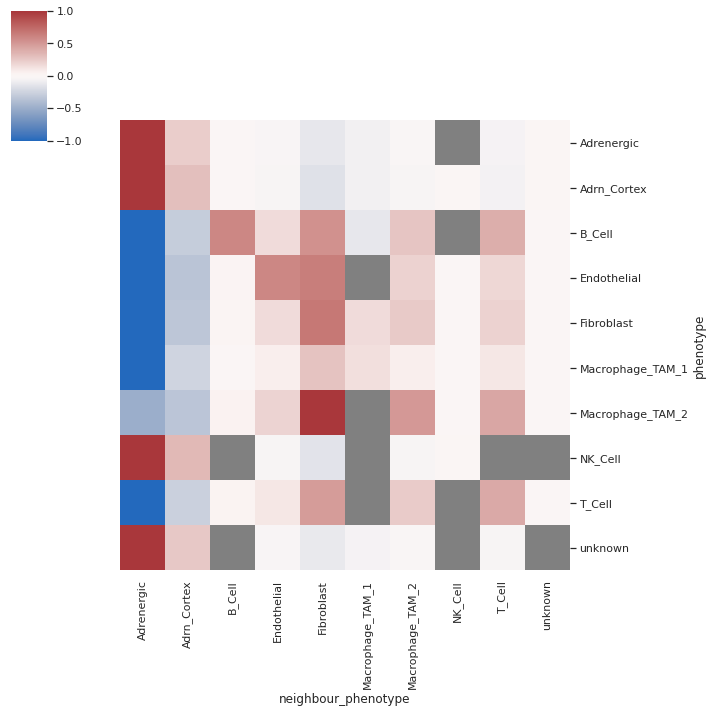 1.0
0.5
0.0
−0.5
−1.0
Adrenergic
Adrn_Cortex
B_Cell
Endothelial
Fibroblast
Macrophage_TAM_1
Macrophage_TAM_2
NK_Cell
T_Cell
unknown
phenotype
Adrenergic
Adrn_Cortex
B_Cell
Endothelial
Fibroblast
Macrophage_TAM_1
Macrophage_TAM_2
NK_Cell
T_Cell
unknown
neighbour_phenotype